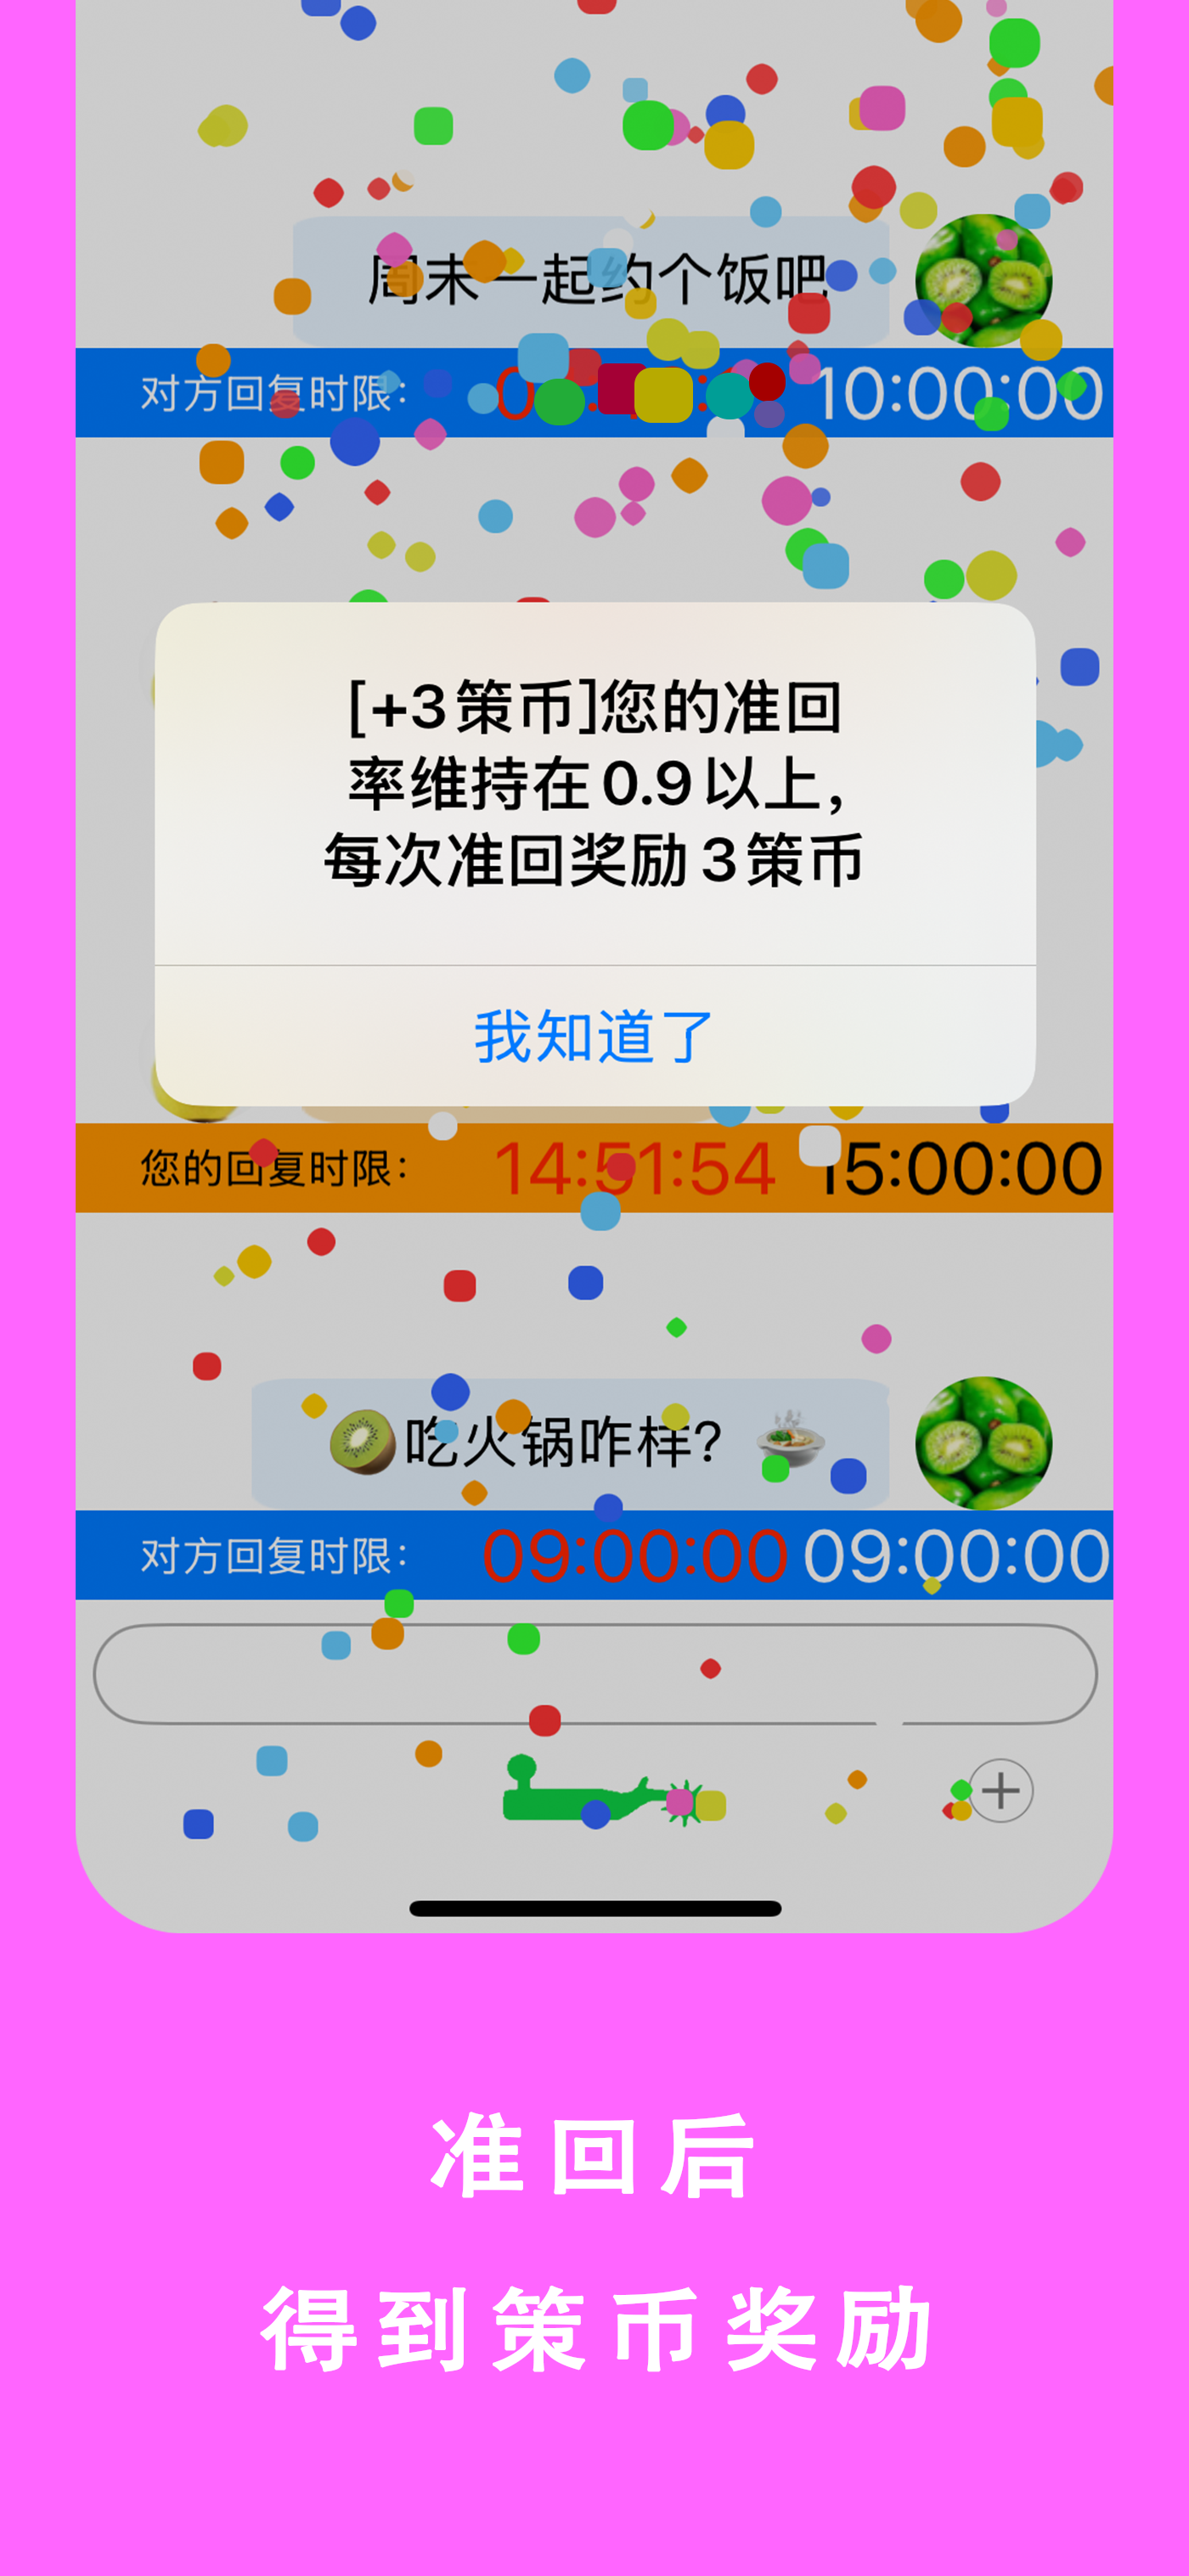 周末一起约个饭吧
对方回复时限： 10:00:00
[+3策币]您的准回
率维持在0.9以上，
每次准回奖励3策币
我知道了
您的回复时限： 14:51:54 15:00:00
吃火锅咋样？
对方回复时限： 09:00:00 09:00:00
准回后
得到策币奖励